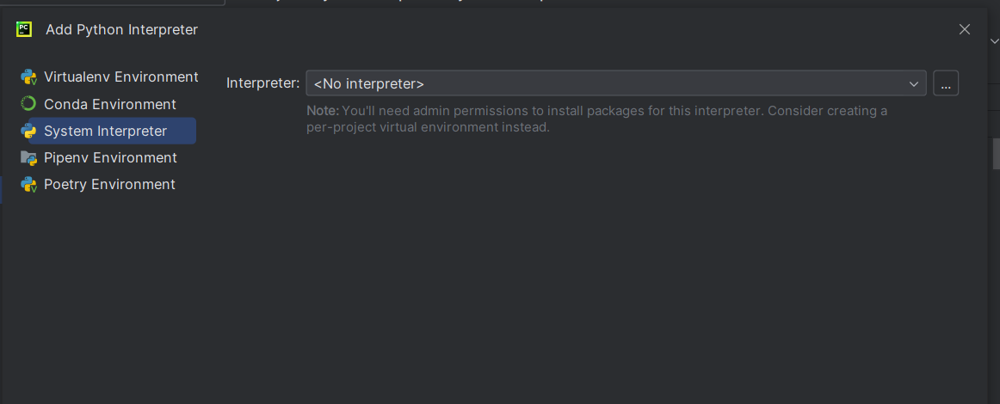 PC
Add Python Interpreter
Virtualenv Environment
Conda Environment
System Interpreter
Pipenv Environment
Poetry Environment
Interpreter: <No interpreter> ...
Note: You'll need admin permissions to install packages for this interpreter. Consider creating a
per-project virtual environment instead.